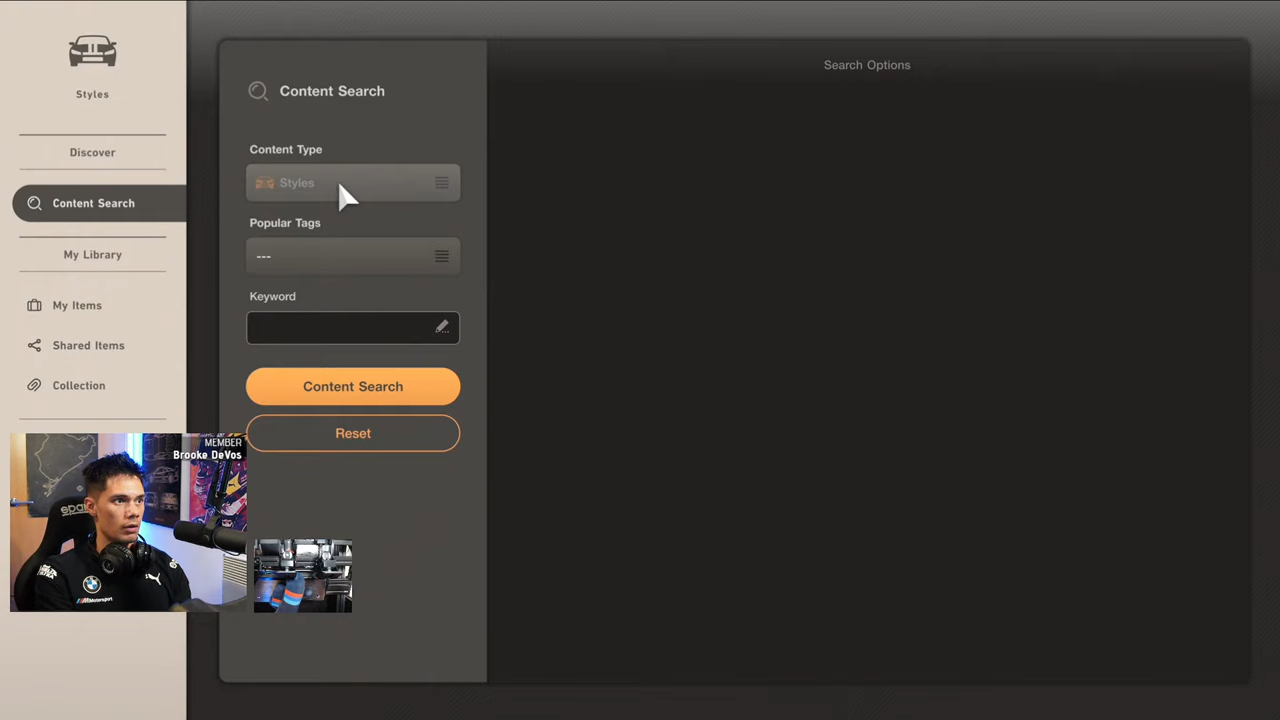 Styles
Discover
Content Search
My Library
My Items
Shared Items
Collection
Content Search
Content Type
Styles
Popular Tags
---
Keyword
Content Search
Reset
Search Options
MEMBER
Brooke DeVos